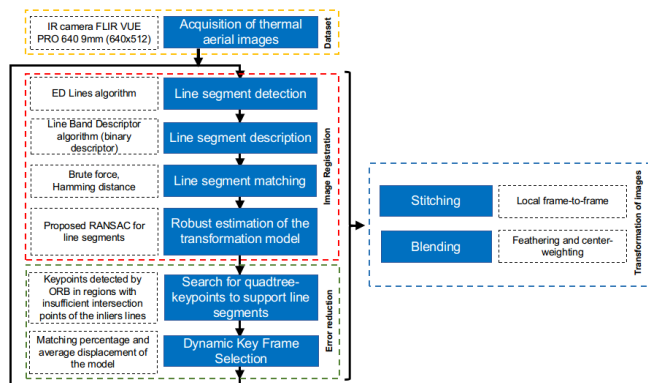 IR camera FLIR VUE
PRO 640 9mm (640x512)
Acquisition of thermal
aerial images
Dataset
ED Lines algorithm
Line segment detection
Line Band Descriptor
algorithm (binary
descriptor)
Line segment description
Brute force,
Hamming distance
Line segment matching
Proposed RANSAC for
line segments
Robust estimation of the
transformation model
Image Registration
Keypoints detected by
ORB in regions with
insufficient intersection
points of the inliers lines
Search for quadtree-
keypoints to support line
segments
Matching percentage and
average displacement of
the model
Dynamic Key Frame
Selection
Error reduction
Stitching
Local frame-to-frame
Blending
Feathering and center-
weighting
Transformation of images